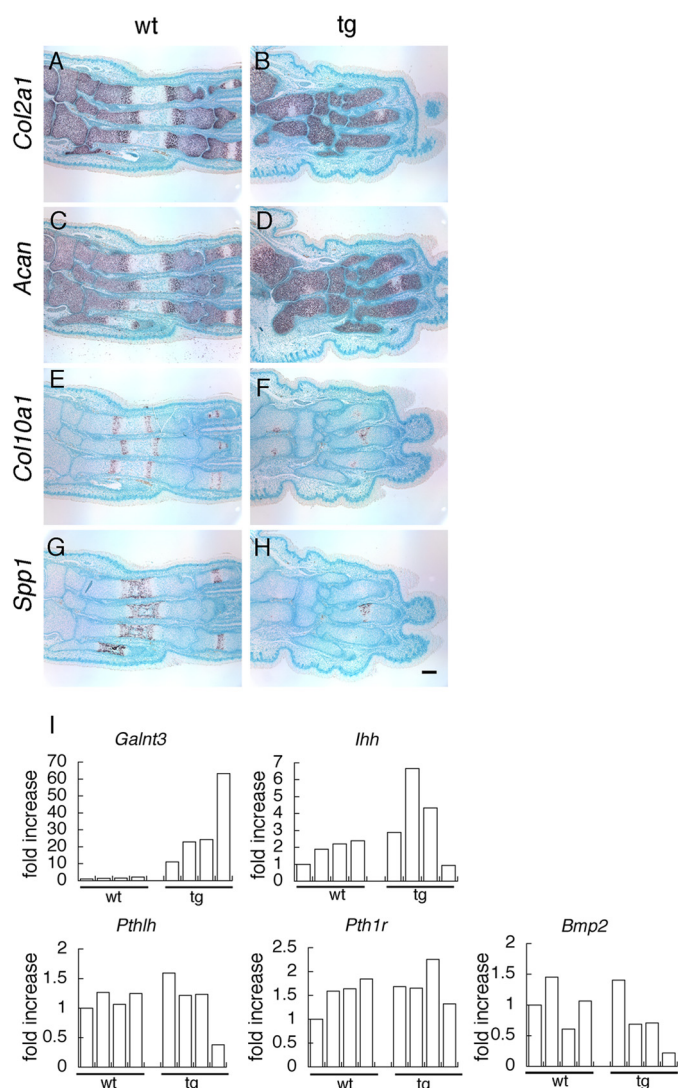 wt tg
A B
Col2a1
C D
Acan
E F
Col10a1
G H
Spp1
I
Galnt3 Ihh
fold increase
70
60
50
40
30
20
10
0
wt tg
fold increase
7
6
5
4
3
2
1
0
wt tg
Pthlh Pth1r Bmp2
fold increase
2
1.5
1
0.5
0
wt tg
fold increase
2.5
2
1.5
1
0.5
0
wt tg
fold increase
2
1.5
1
0.5
0
wt tg